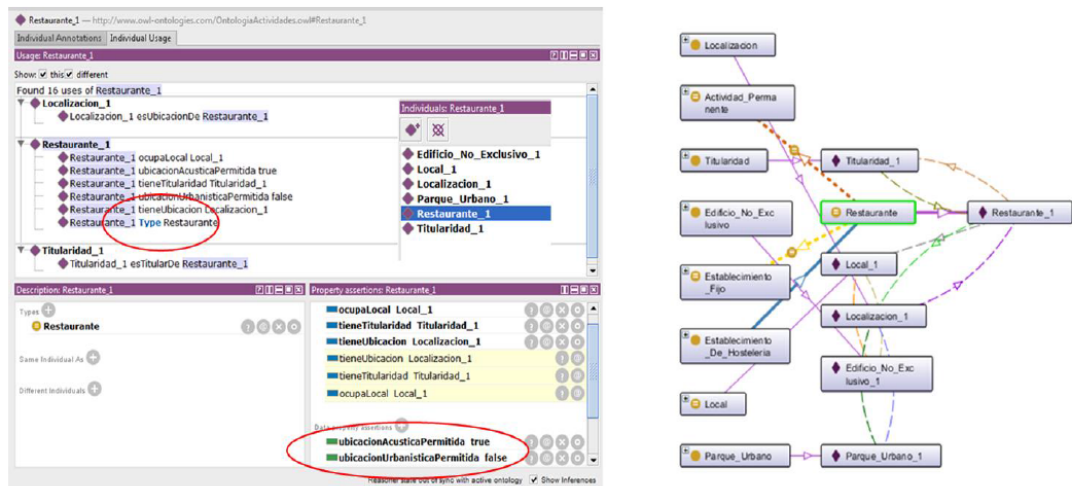 Restaurante_1 — http://www.owl-ontologies.com/OntologiaActividades.owl#Restaurante_1
Individual Annotations Individual Usage
Usage: Restaurante_1
Show: this different
Found 16 uses of Restaurante_1
Localizacion_1
Localizacion_1 esUbicacionDe Restaurante_1
Restaurante_1
Restaurante_1 ocupaLocal Local_1
Restaurante_1 ubicacionAcusticaPermitida true
Restaurante_1 tieneTitularidad Titularidad_1
Restaurante_1 ubicacionUrbanisticaPermitida false
Restaurante_1 tieneUbicacion Localizacion_1
Restaurante_1 Type Restaurante
Titularidad_1
Titularidad_1 esTitularDe Restaurante_1
Individuals: Restaurante_1
Edificio_No_Exclusivo_1
Local_1
Localizacion_1
Parque_Urbano_1
Restaurante_1
Titularidad_1
Description: Restaurante_1
Types
Restaurante
Same Individual As
Different Individuals
Property assertions: Restaurante_1
ocupaLocal Local_1
tieneTitularidad Titularidad_1
tieneUbicacion Localizacion_1
tieneUbicacion Localizacion_1
tieneTitularidad Titularidad_1
ocupaLocal Local_1
Data property assertions
ubicacionAcusticaPermitida true
ubicacionUrbanisticaPermitida false
Reasoner state out of sync with active ontology Show Inferences
Localizacion
Actividad_Perma
nente
Titularidad
Titularidad_1
Edificio_No_Exc
lusivo
Restaurante
Restaurante_1
Local_1
Establecimiento
_Fijo
Localizacion_1
Establecimiento
_De_Hosteleria
Edificio_No_Exc
lusivo_1
Local
Parque_Urbano
Parque_Urbano_1